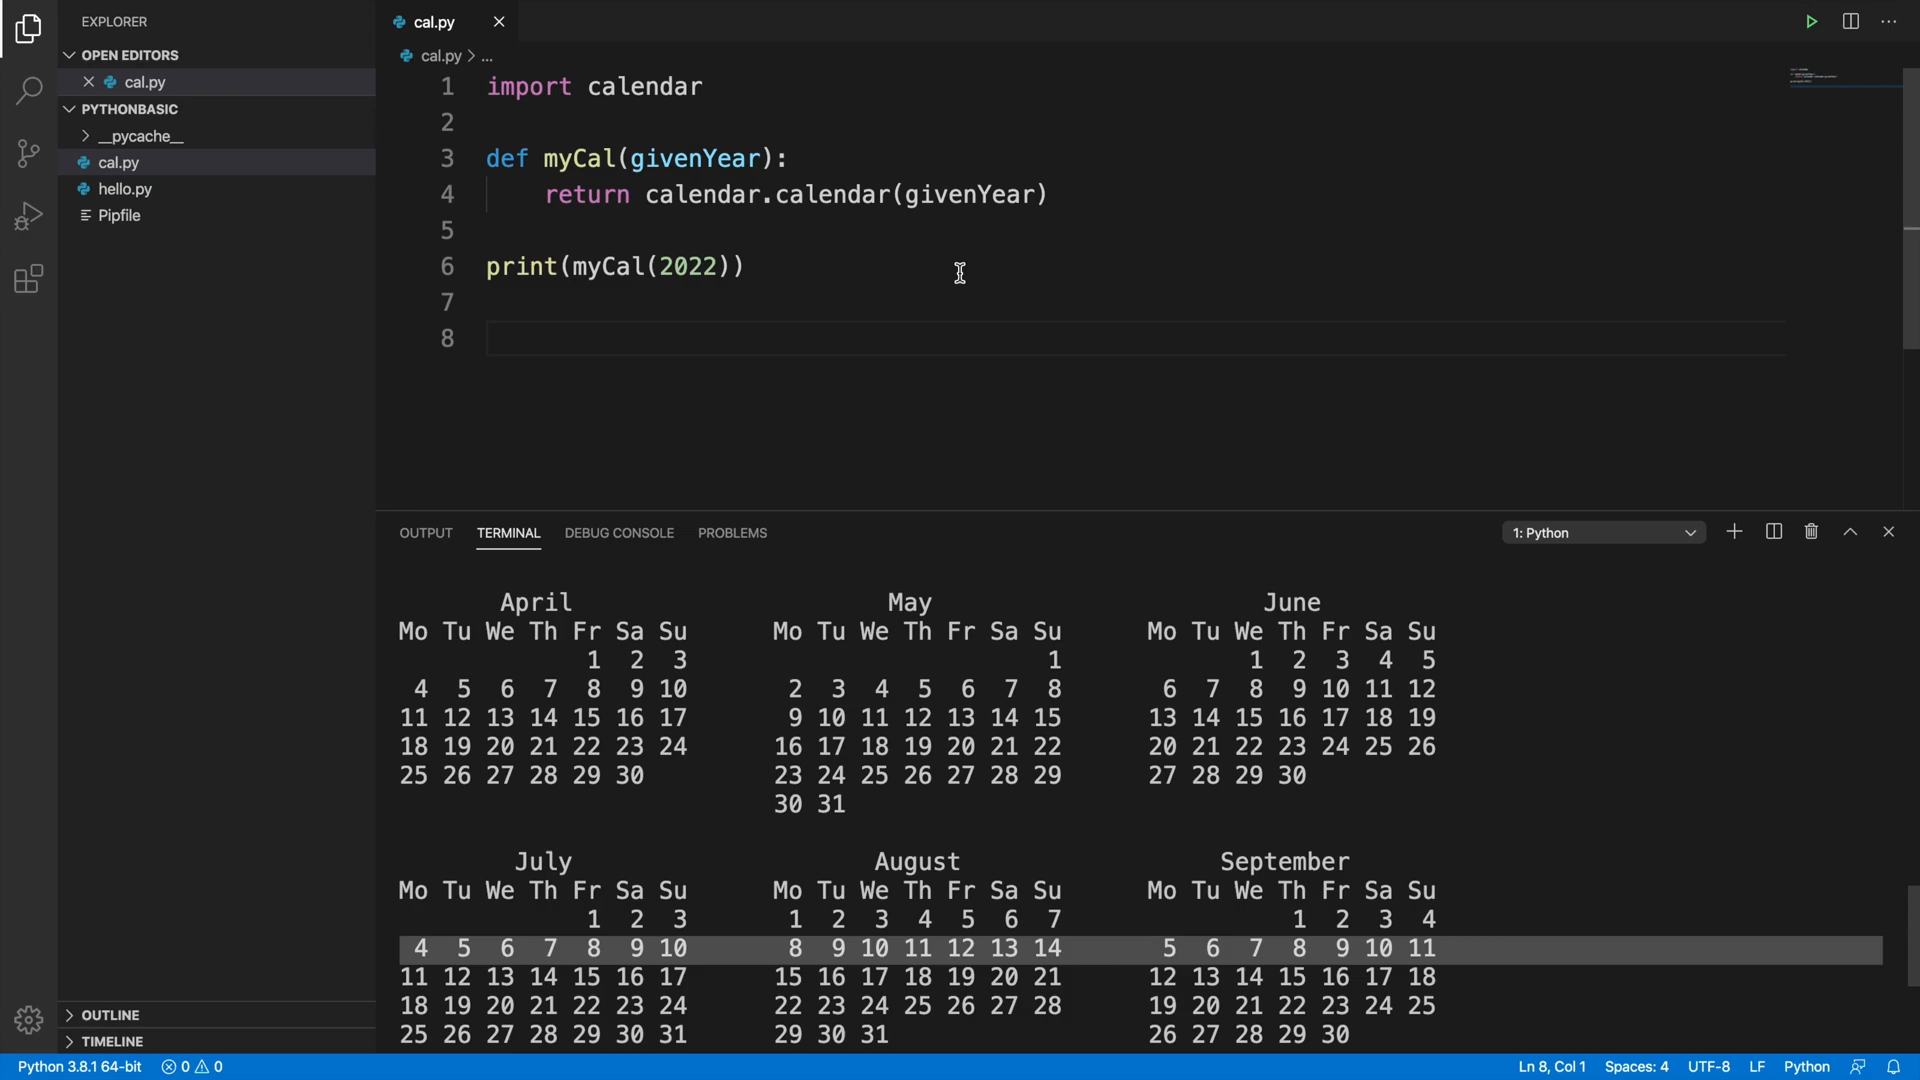 EXPLORER
OPEN EDITORS
cal.py
PYTHONBASIC
__pycache__
cal.py
hello.py
Pipfile
OUTLINE
TIMELINE
cal.py
cal.py > ...
1 import calendar
2
3 def myCal(givenYear):
4     return calendar.calendar(givenYear)
5
6 print(myCal(2022))
7
8
OUTPUT TERMINAL DEBUG CONSOLE PROBLEMS 1: Python
April May June
Mo Tu We Th Fr Sa Su Mo Tu We Th Fr Sa Su Mo Tu We Th Fr Sa Su
1 2 3 1 1 2 3 4 5
4 5 6 7 8 9 10 2 3 4 5 6 7 8 6 7 8 9 10 11 12
11 12 13 14 15 16 17 9 10 11 12 13 14 15 13 14 15 16 17 18 19
18 19 20 21 22 23 24 16 17 18 19 20 21 22 20 21 22 23 24 25 26
25 26 27 28 29 30 23 24 25 26 27 28 29 27 28 29 30
30 31
July August September
Mo Tu We Th Fr Sa Su Mo Tu We Th Fr Sa Su Mo Tu We Th Fr Sa Su
1 2 3 1 2 3 4 5 6 7 1 2 3 4
4 5 6 7 8 9 10 8 9 10 11 12 13 14 5 6 7 8 9 10 11
11 12 13 14 15 16 17 15 16 17 18 19 20 21 12 13 14 15 16 17 18
18 19 20 21 22 23 24 22 23 24 25 26 27 28 19 20 21 22 23 24 25
25 26 27 28 29 30 31 29 30 31 26 27 28 29 30
Python 3.8.1 64-bit 0 0 Ln 8, Col 1 Spaces: 4 UTF-8 LF Python